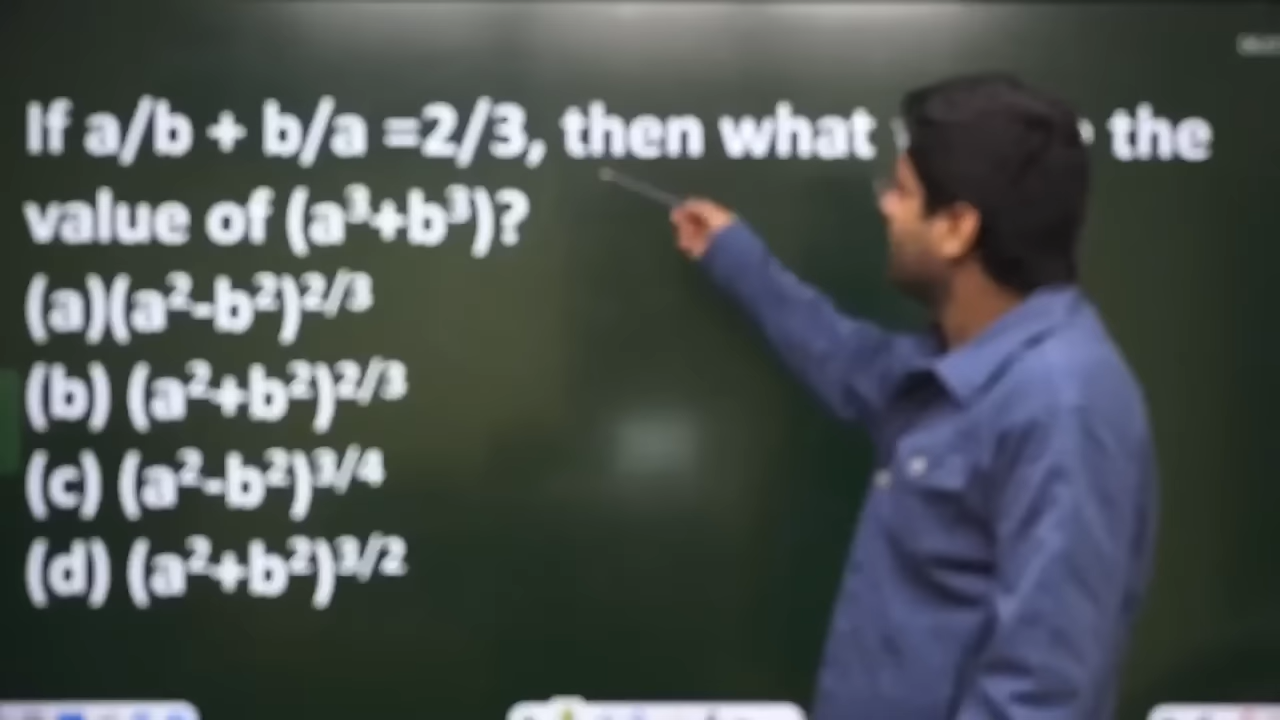 If a/b + b/a =2/3, then what the
value of (a³+b³)?
(a)(a²-b²)²/³
(b) (a²+b²)²/³
(c) (a²-b²)³/⁴
(d) (a²+b²)³/²